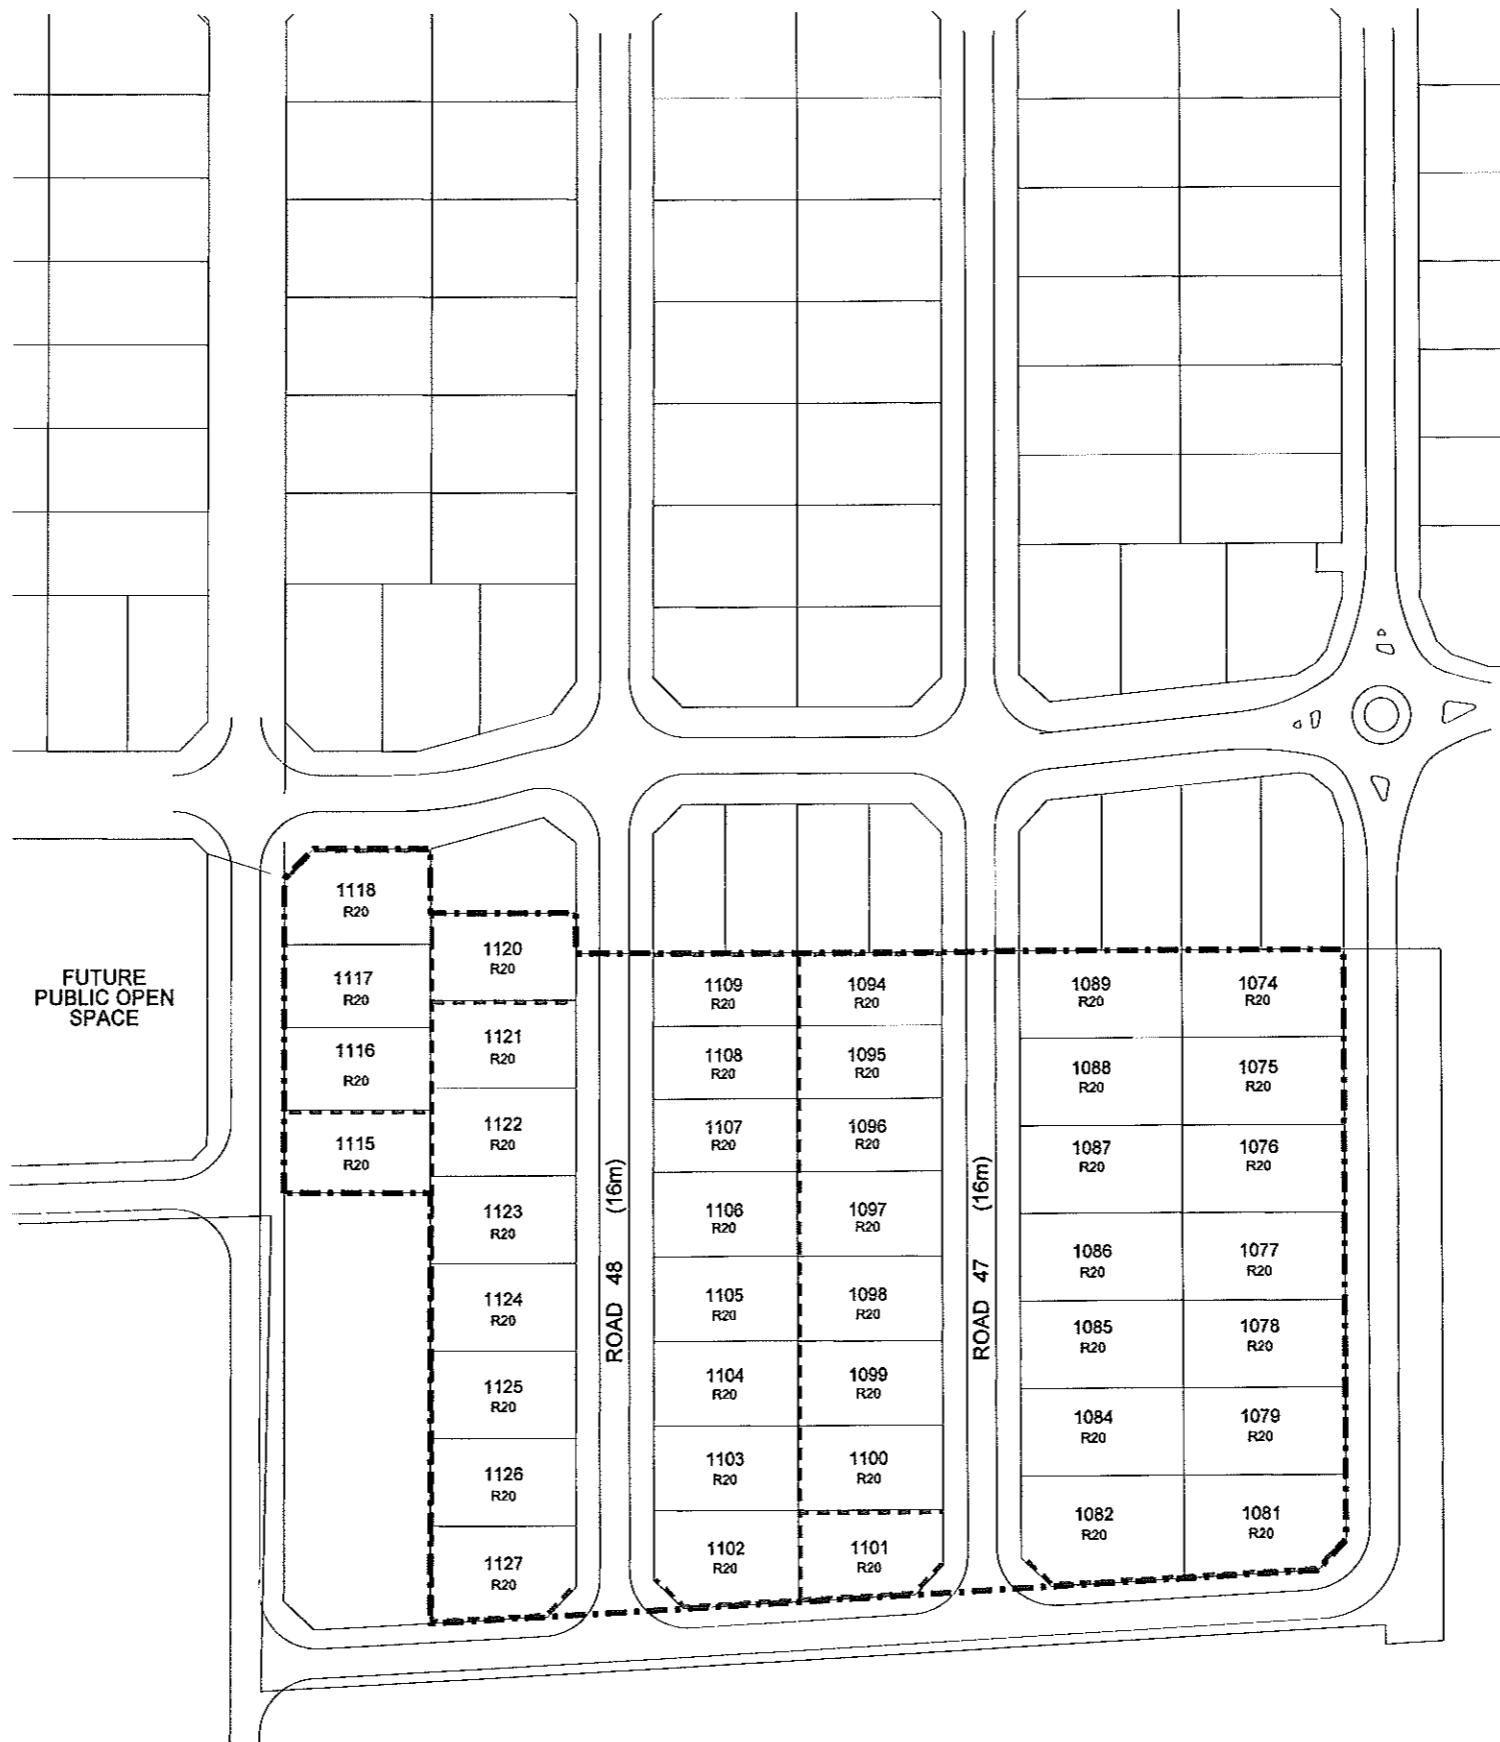 FUTURE
PUBLIC OPEN
SPACE
1118
R20
1117
R20
1116
R20
1115
R20
1120
R20
1121
R20
1122
R20
1123
R20
1124
R20
1125
R20
1126
R20
1127
R20
ROAD 48 (16m)
1109
R20
1108
R20
1107
R20
1106
R20
1105
R20
1104
R20
1103
R20
1102
R20
1094
R20
1095
R20
1096
R20
1097
R20
1098
R20
1099
R20
1100
R20
1101
R20
ROAD 47 (16m)
1089
R20
1088
R20
1087
R20
1086
R20
1085
R20
1084
R20
1082
R20
1074
R20
1075
R20
1076
R20
1077
R20
1078
R20
1079
R20
1081
R20